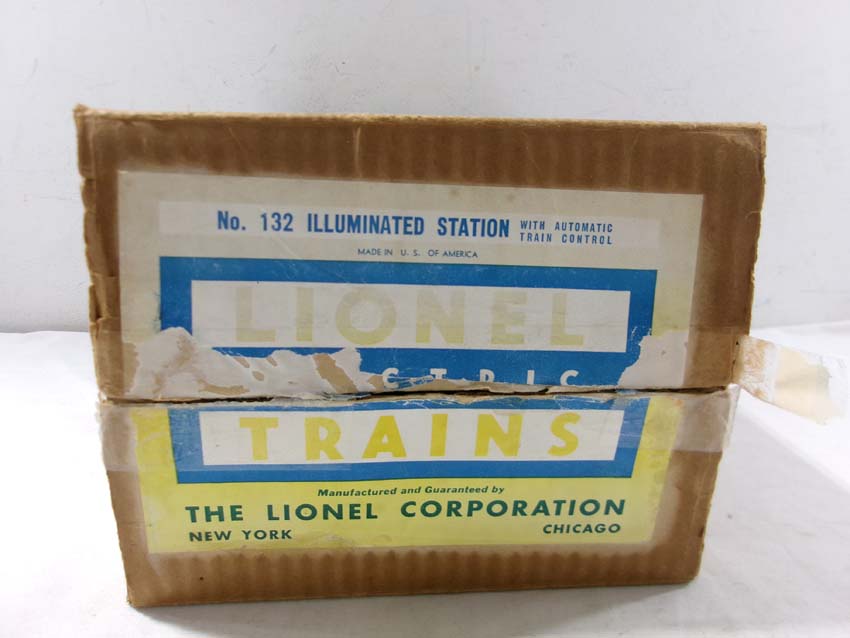 No. 132 ILLUMINATED STATION WITH AUTOMATIC
TRAIN CONTROL
MADE IN U. S. OF AMERICA
LIONEL
CTRIC
TRAINS
Manufactured and Guaranteed by
THE LIONEL CORPORATION
NEW YORK CHICAGO